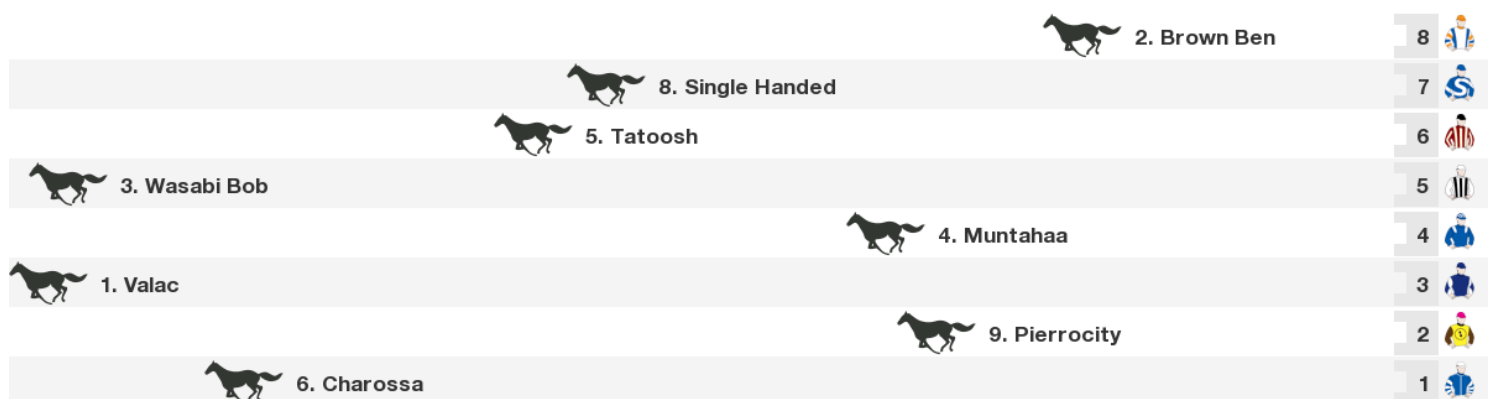 2. Brown Ben 8
8. Single Handed 7 S
5. Tatoosh 6
3. Wasabi Bob 5
4. Muntahaa 4
1. Valac 3
9. Pierrocity 2
6. Charossa 1